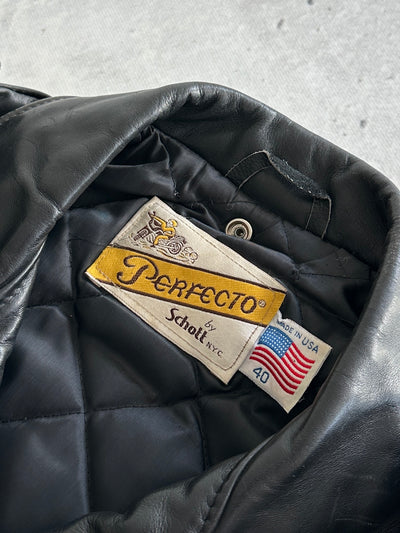 PERFECTO®
by
Schott
N.Y.C.
MADE IN USA
40